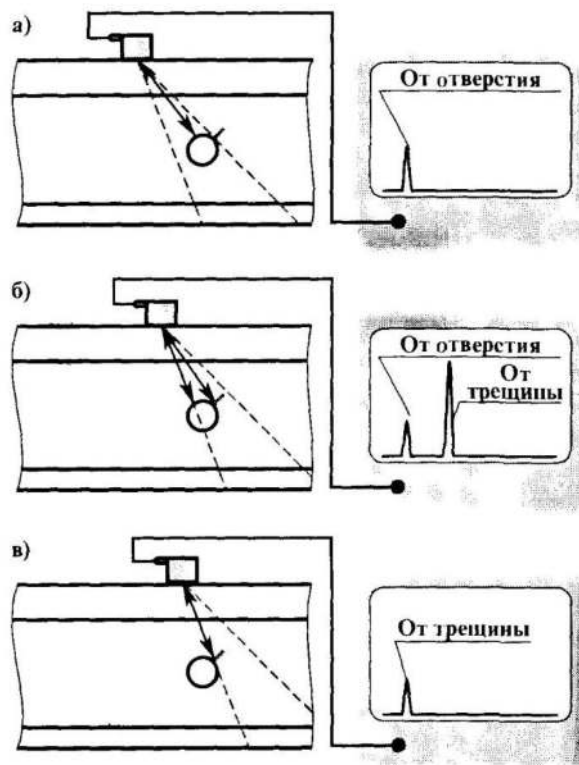 а)
От отверстия
б)
От отверстия
От
трещины
в)
От трещины